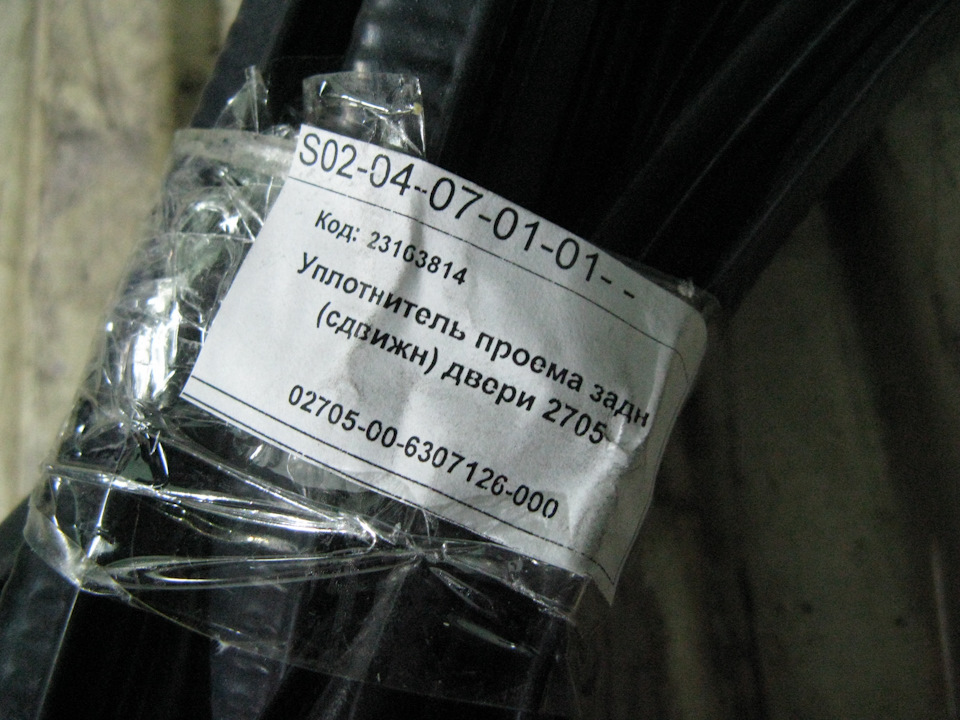 S02-04-07-01-01- -
Код: 23163814
Уплотнитель проема задн
(сдвижн) двери 2705-
02705-00-6307126-000